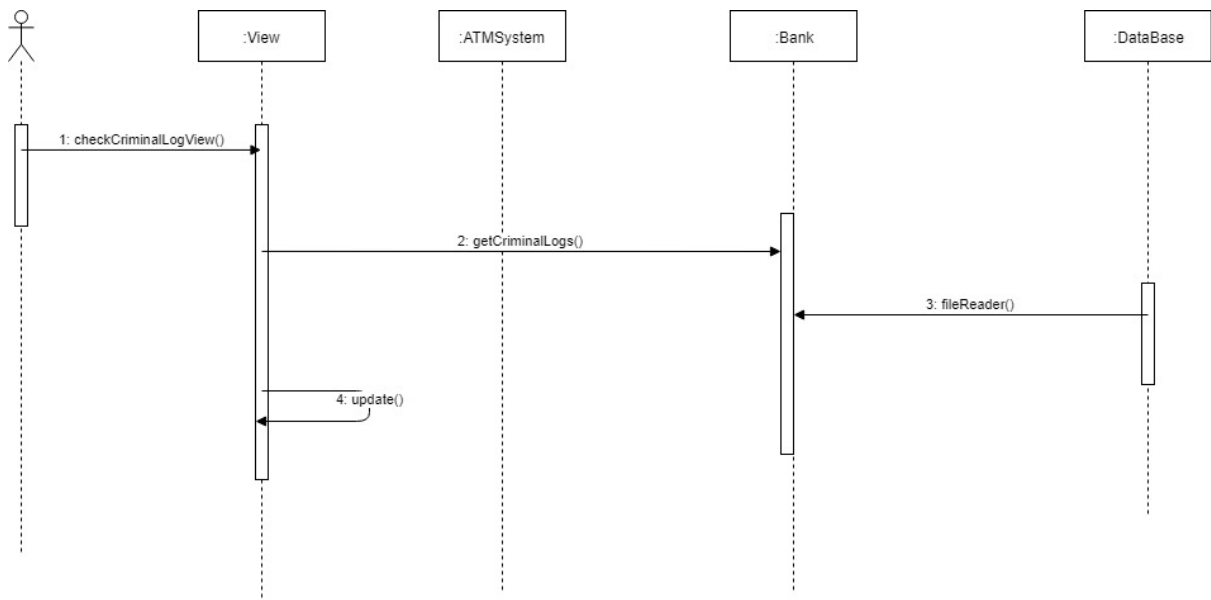 :View
:ATMSystem
:Bank
:DataBase
1: checkCriminalLogView()
2: getCriminalLogs()
3: fileReader()
4: update()